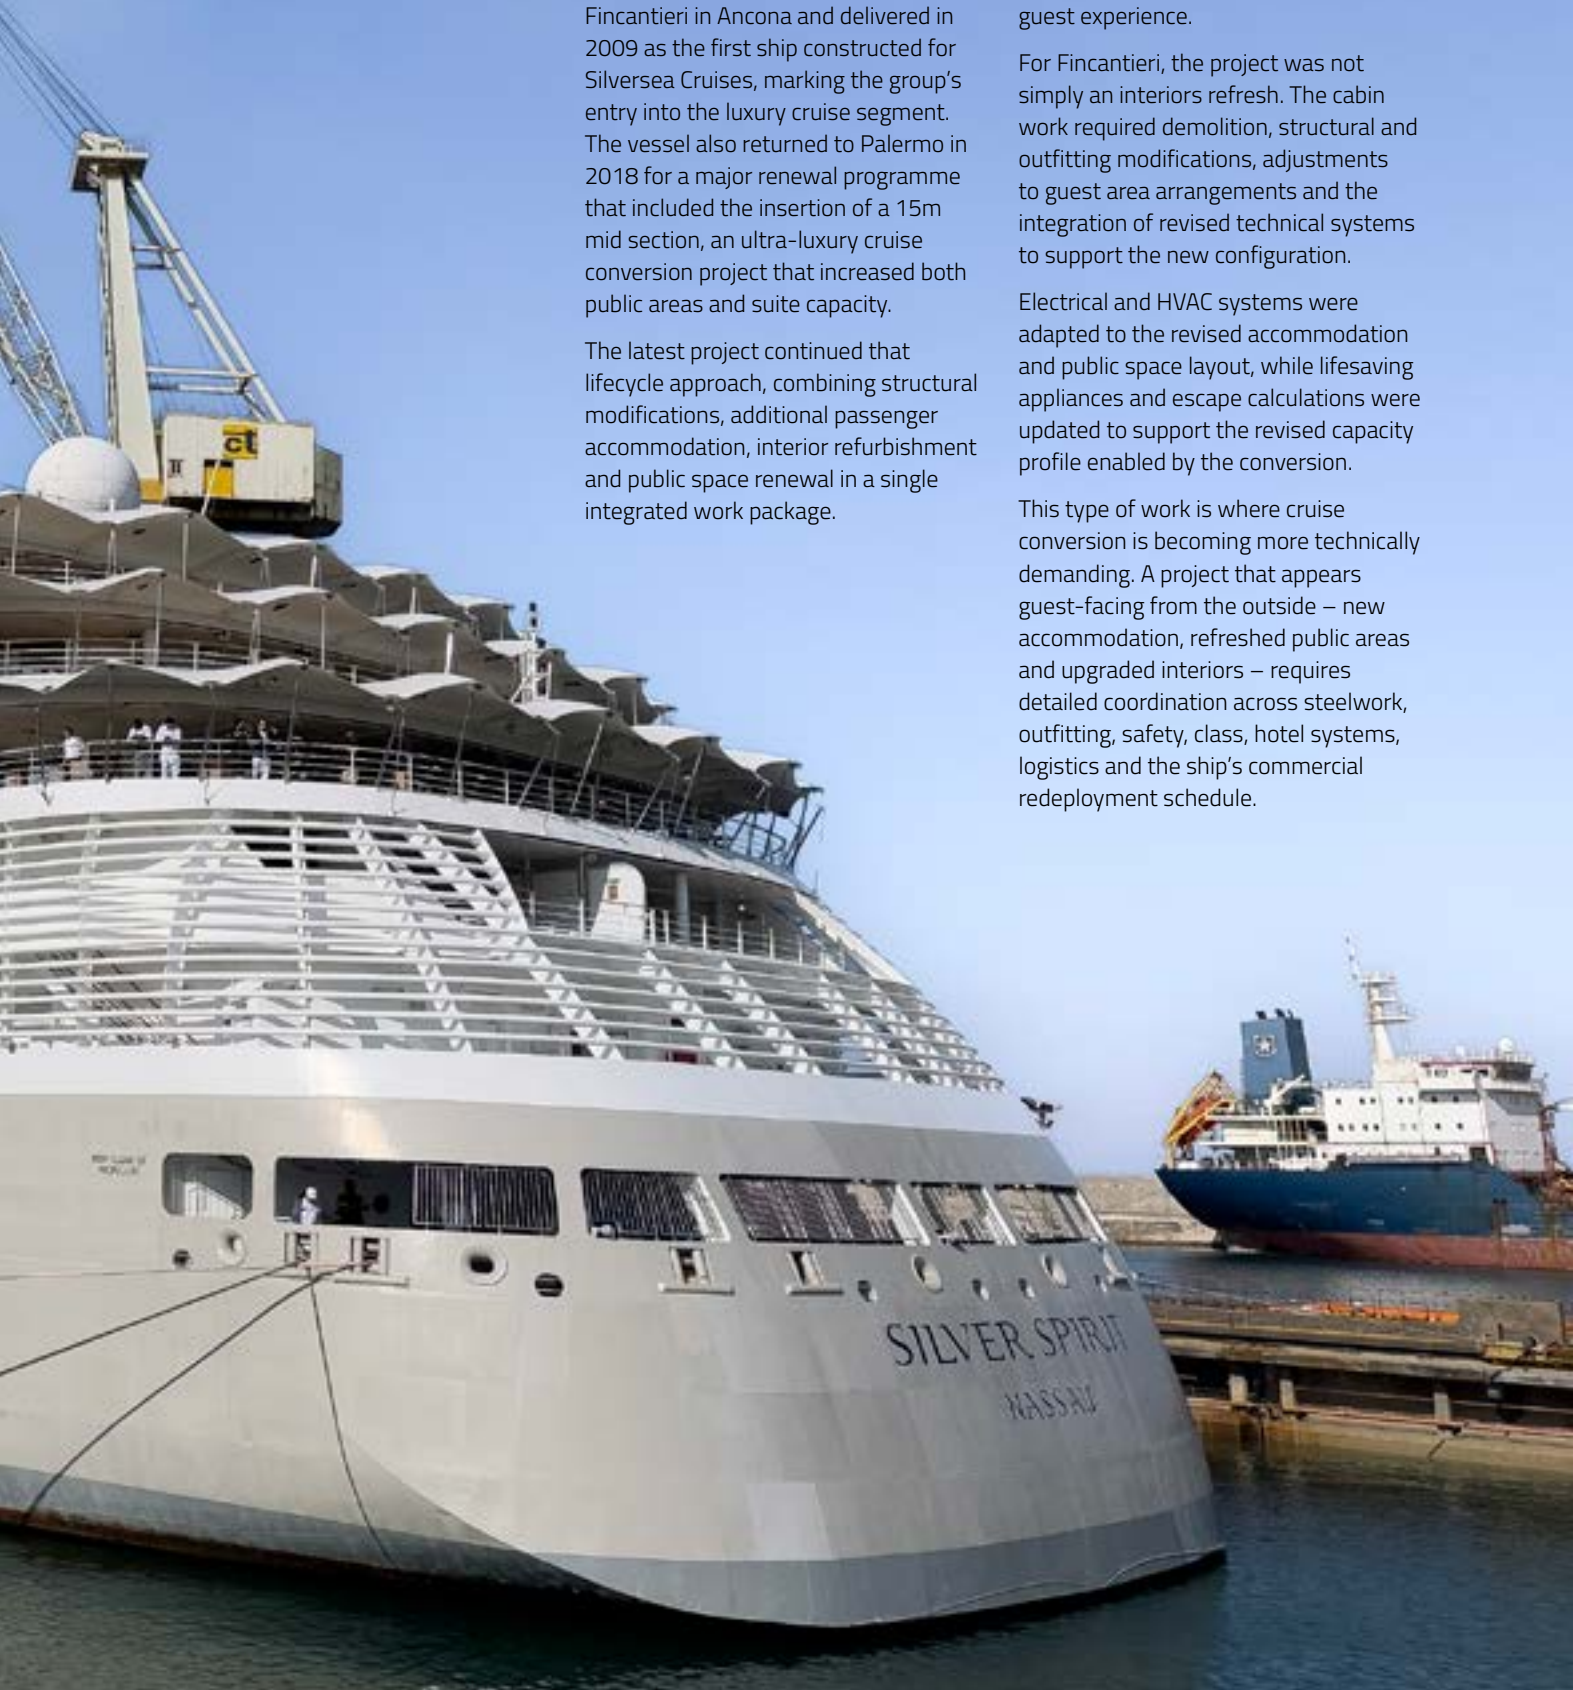 Fincantieri in Ancona and delivered in
2009 as the first ship constructed for
Silversea Cruises, marking the group's
entry into the luxury cruise segment.
The vessel also returned to Palermo in
2018 for a major renewal programme
that included the insertion of a 15m
mid section, an ultra-luxury cruise
conversion project that increased both
public areas and suite capacity.
The latest project continued that
lifecycle approach, combining structural
modifications, additional passenger
accommodation, interior refurbishment
and public space renewal in a single
integrated work package.
guest experience.
For Fincantieri, the project was not
simply an interiors refresh. The cabin
work required demolition, structural and
outfitting modifications, adjustments
to guest area arrangements and the
integration of revised technical systems
to support the new configuration.
Electrical and HVAC systems were
adapted to the revised accommodation
and public space layout, while lifesaving
appliances and escape calculations were
updated to support the revised capacity
profile enabled by the conversion.
This type of work is where cruise
conversion is becoming more technically
demanding. A project that appears
guest-facing from the outside – new
accommodation, refreshed public areas
and upgraded interiors – requires
detailed coordination across steelwork,
outfitting, safety, class, hotel systems,
logistics and the ship's commercial
redeployment schedule.
ct
SILVER SPIRIT
NASSAU